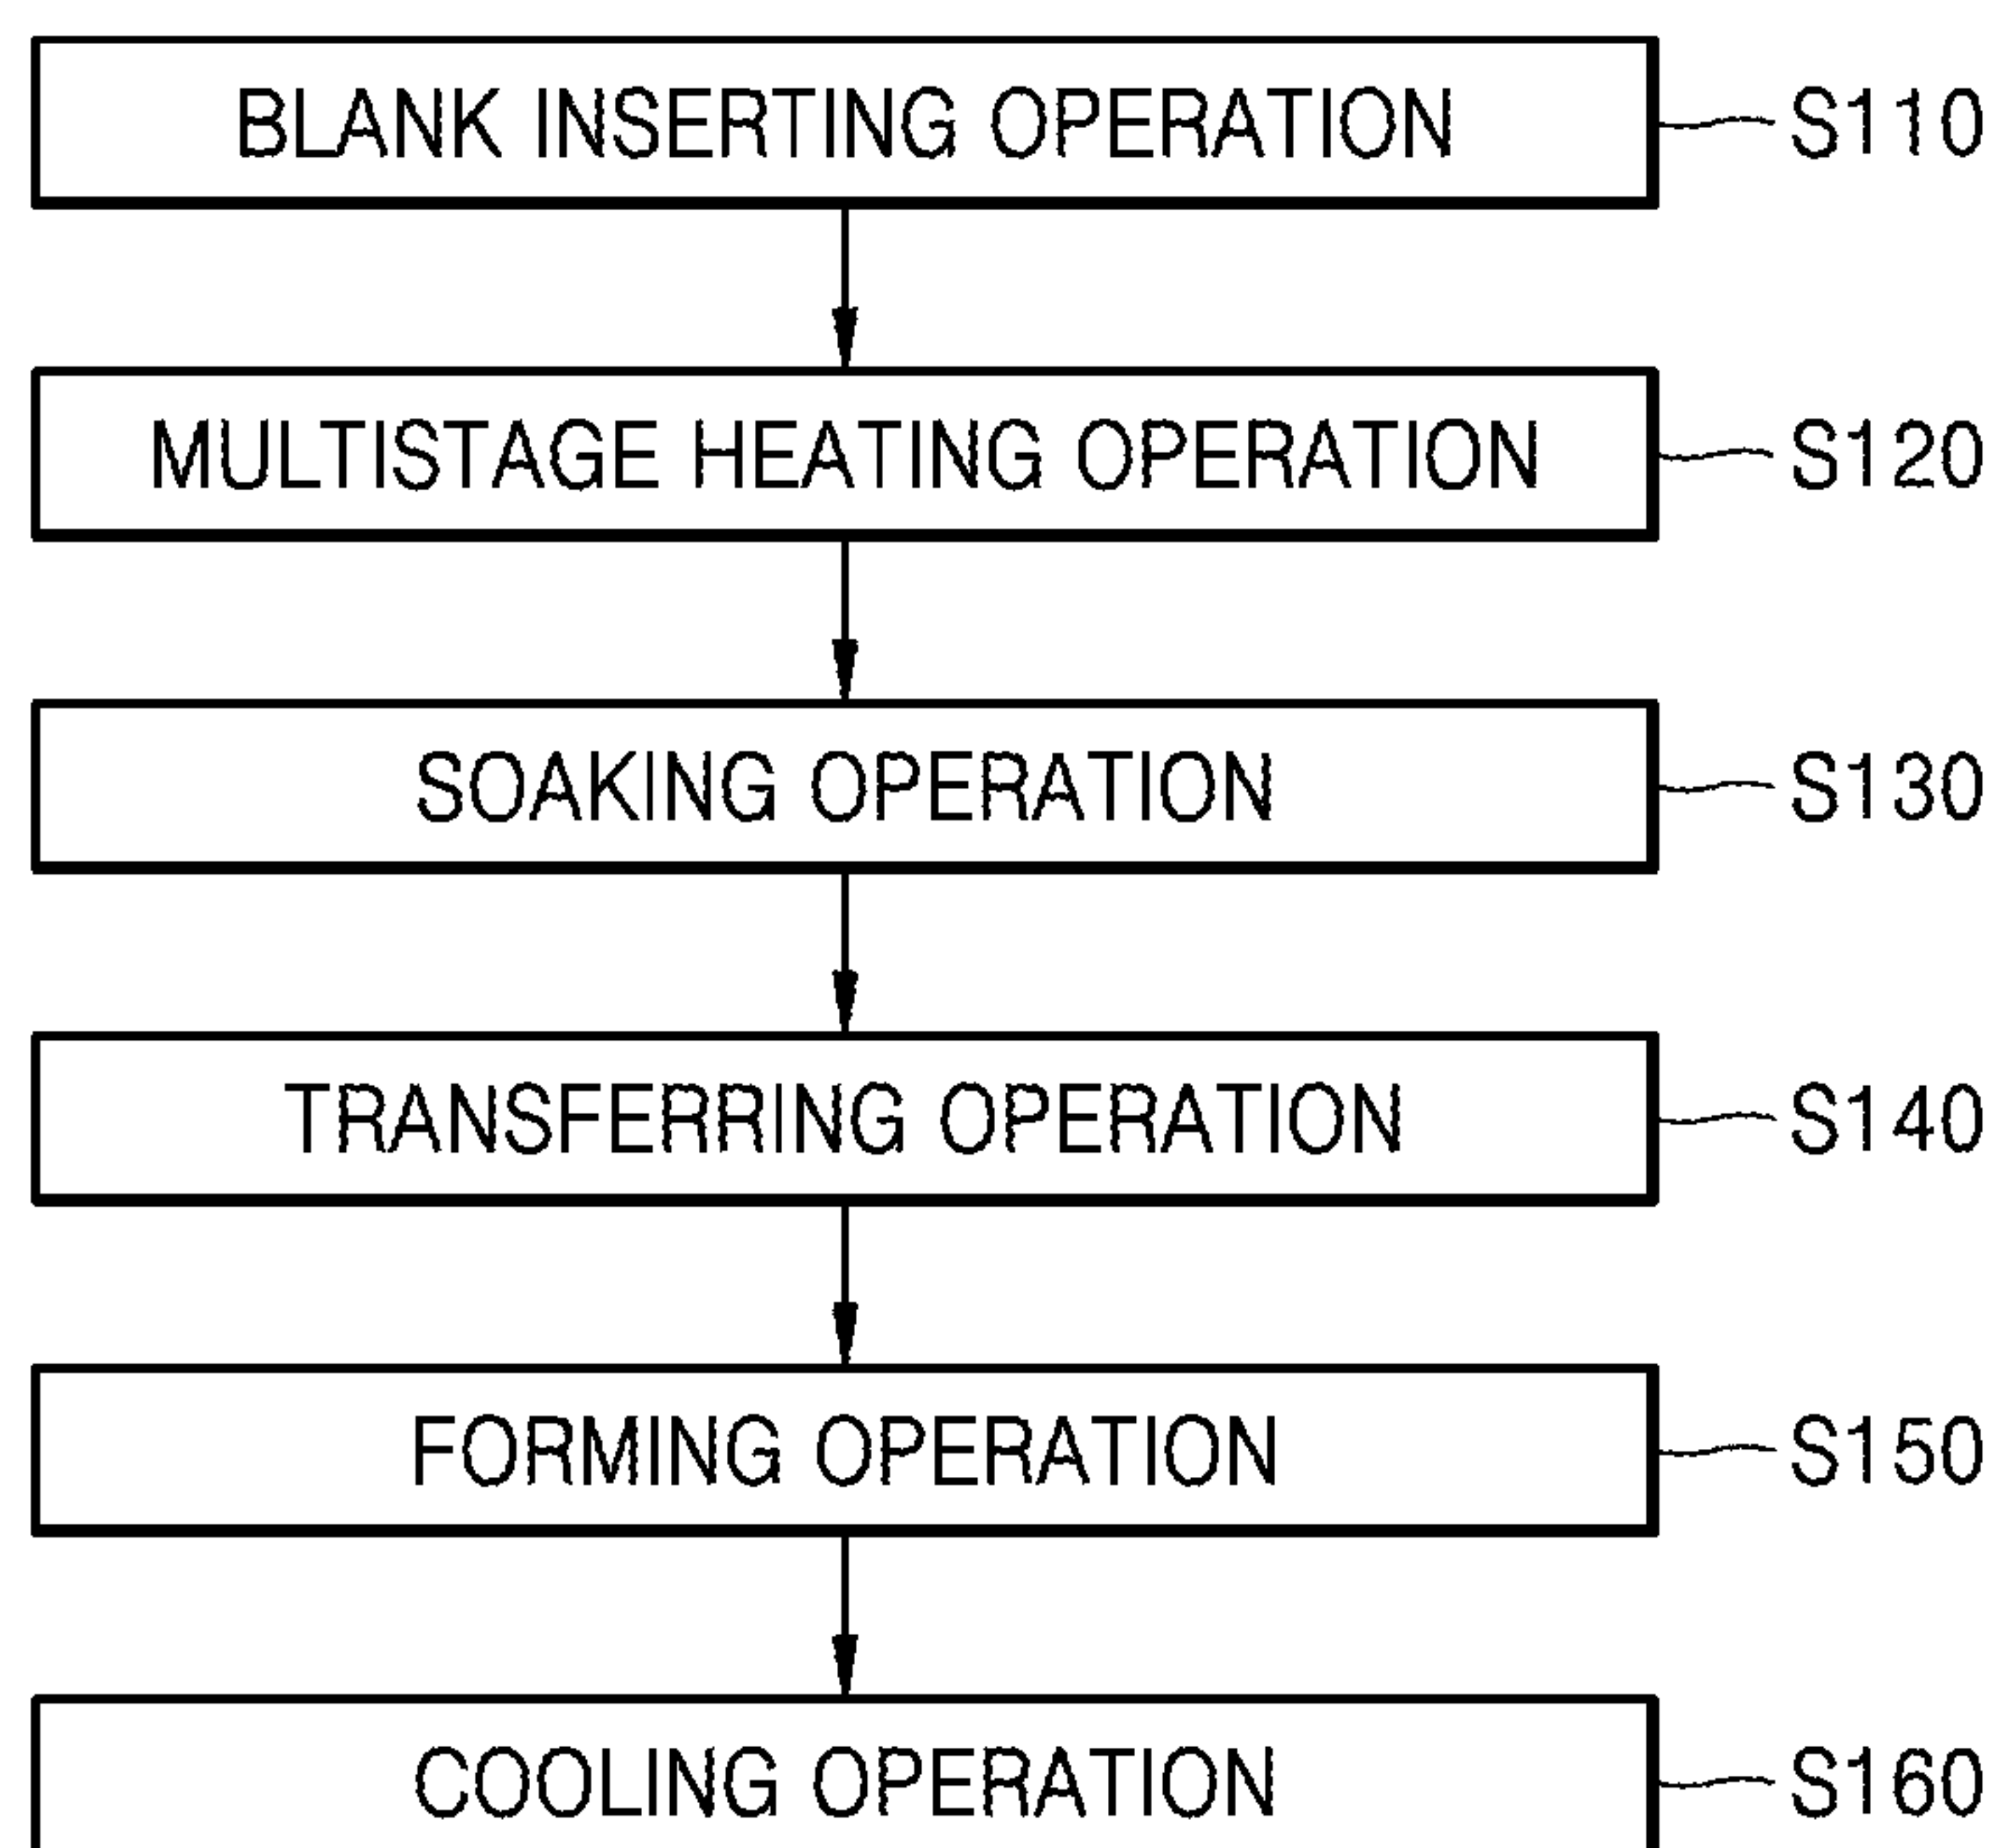 BLANK INSERTING OPERATION S110
MULTISTAGE HEATING OPERATION S120
SOAKING OPERATION S130
TRANSFERRING OPERATION S140
FORMING OPERATION S150
COOLING OPERATION S160